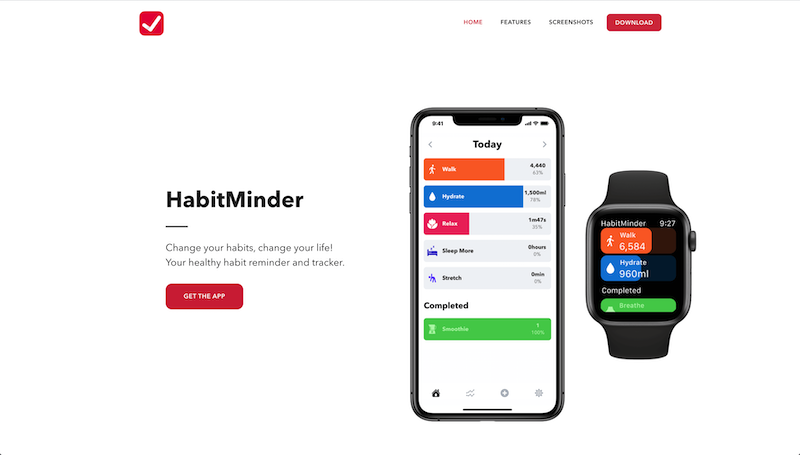 HOME FEATURES SCREENSHOTS DOWNLOAD
HabitMinder
Change your habits, change your life!
Your healthy habit reminder and tracker.
GET THE APP
9:41
Today
Walk 4,440
63%
Hydrate 1,500ml
78%
Relax 1m47s
35%
Sleep More 0hours
0%
Stretch 0min
0%
Completed
Smoothie 1
100%
HabitMinder 9:27
Walk
6,584
Hydrate
960ml
Completed
Breathe